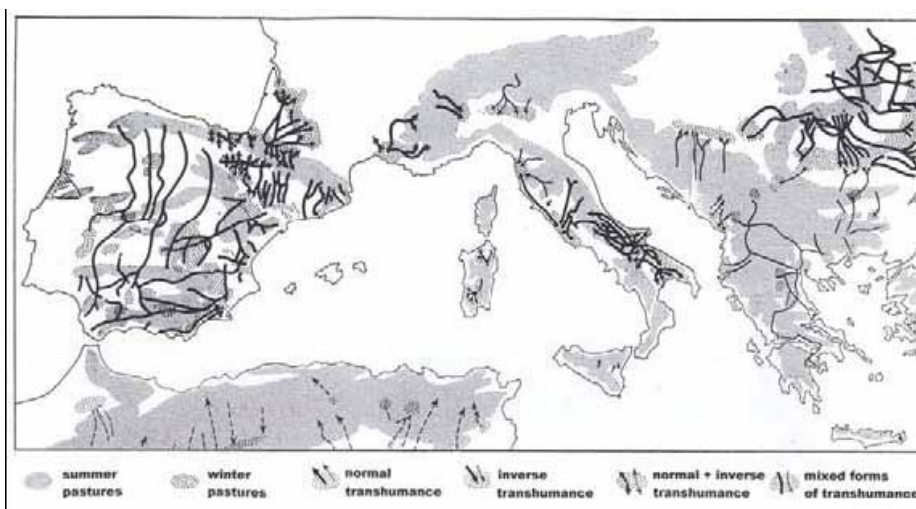 summer
pastures
winter
pastures
normal
transhumance
inverse
transhumance
normal + inverse
transhumance
mixed forms
of transhumance